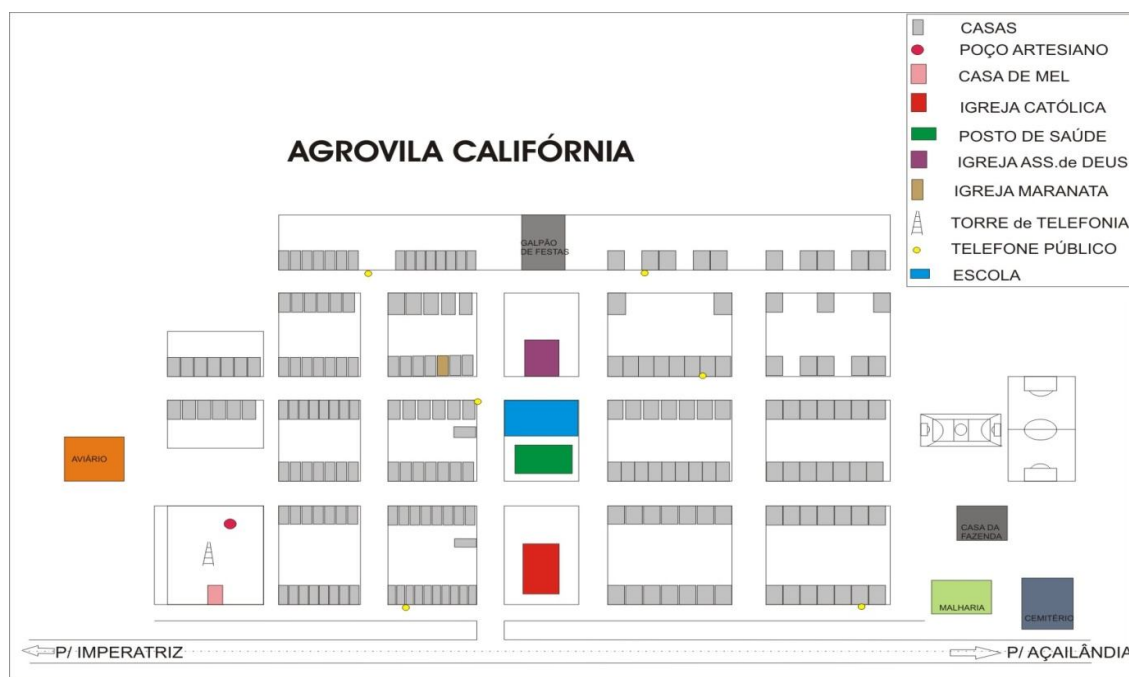 CASAS
POÇO ARTESIANO
CASA DE MEL
IGREJA CATÓLICA
POSTO DE SAÚDE
IGREJA ASS.de DEUS
IGREJA MARANATA
TORRE de TELEFONIA
TELEFONE PÚBLICO
ESCOLA
AGROVILA CALIFÓRNIA
GALPÃO
DE FESTAS
AVIÁRIO
CASA DA
FAZENDA
MALHARIA
CEMITÉRIO
P/ IMPERATRIZ
P/ AÇAILÂNDIA